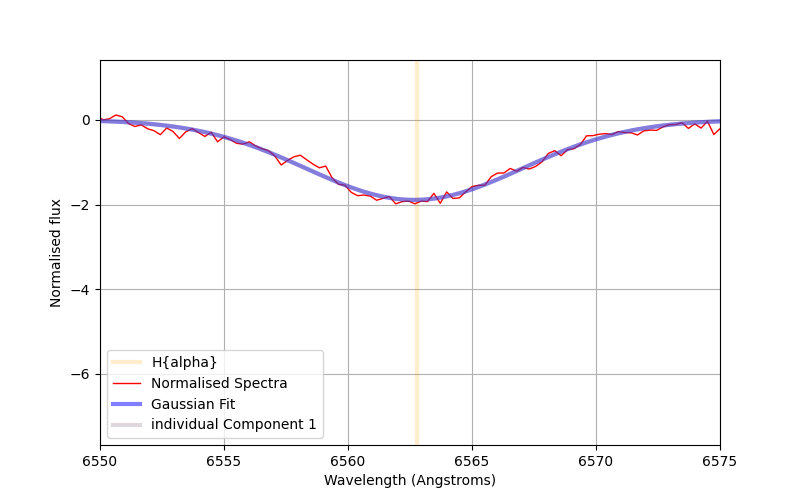 0
−2
−4
−6
Normalised flux
H{alpha}
Normalised Spectra
Gaussian Fit
individual Component 1
6550 6555 6560 6565 6570 6575
Wavelength (Angstroms)